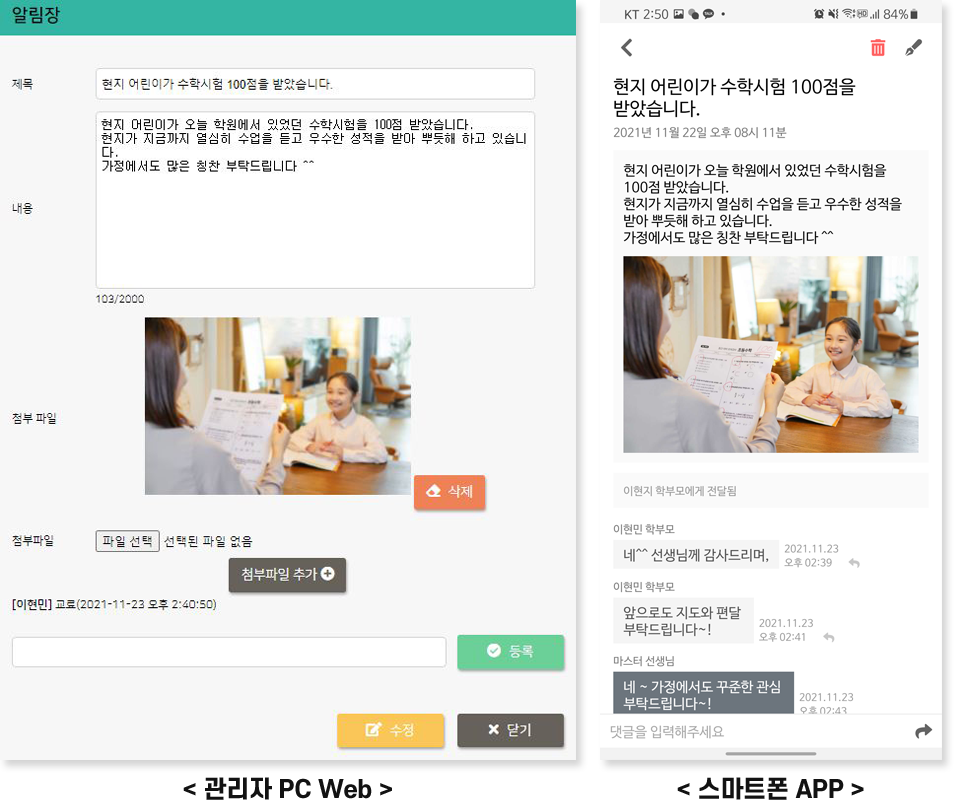 알림장
제목
현지 어린이가 수학시험 100점을 받았습니다.
내용
현지 어린이가 오늘 학원에서 있었던 수학시험을 100점 받았습니다.
현지가 지금까지 열심히 수업을 듣고 우수한 성적을 받아 뿌듯해 하고 있습니
다.
가정에서도 많은 칭찬 부탁드립니다 ^^
103/2000
첨부 파일
삭제
첨부파일
파일 선택 선택된 파일 없음
첨부파일 추가
[이현민] 교료(2021-11-23 오후 2:40:50)
등록
수정
닫기
< 관리자 PC Web >
KT 2:50
84%
현지 어린이가 수학시험 100점을
받았습니다.
2021년 11월 22일 오후 08시 11분
현지 어린이가 오늘 학원에서 있었던 수학시험을
100점 받았습니다.
현지가 지금까지 열심히 수업을 듣고 우수한 성적을
받아 뿌듯해 하고 있습니다.
가정에서도 많은 칭찬 부탁드립니다 ^^
이현지 학부모에게 전달됨
이현민 학부모
네^^ 선생님께 감사드리며,
2021.11.23
오후 02:39
이현민 학부모
앞으로도 지도와 편달
부탁드립니다~!
2021.11.23
오후 02:41
마스터 선생님
네 ~ 가정에서도 꾸준한 관심
부탁드립니다~!
2021.11.23
오후 02:43
댓글을 입력해주세요
< 스마트폰 APP >